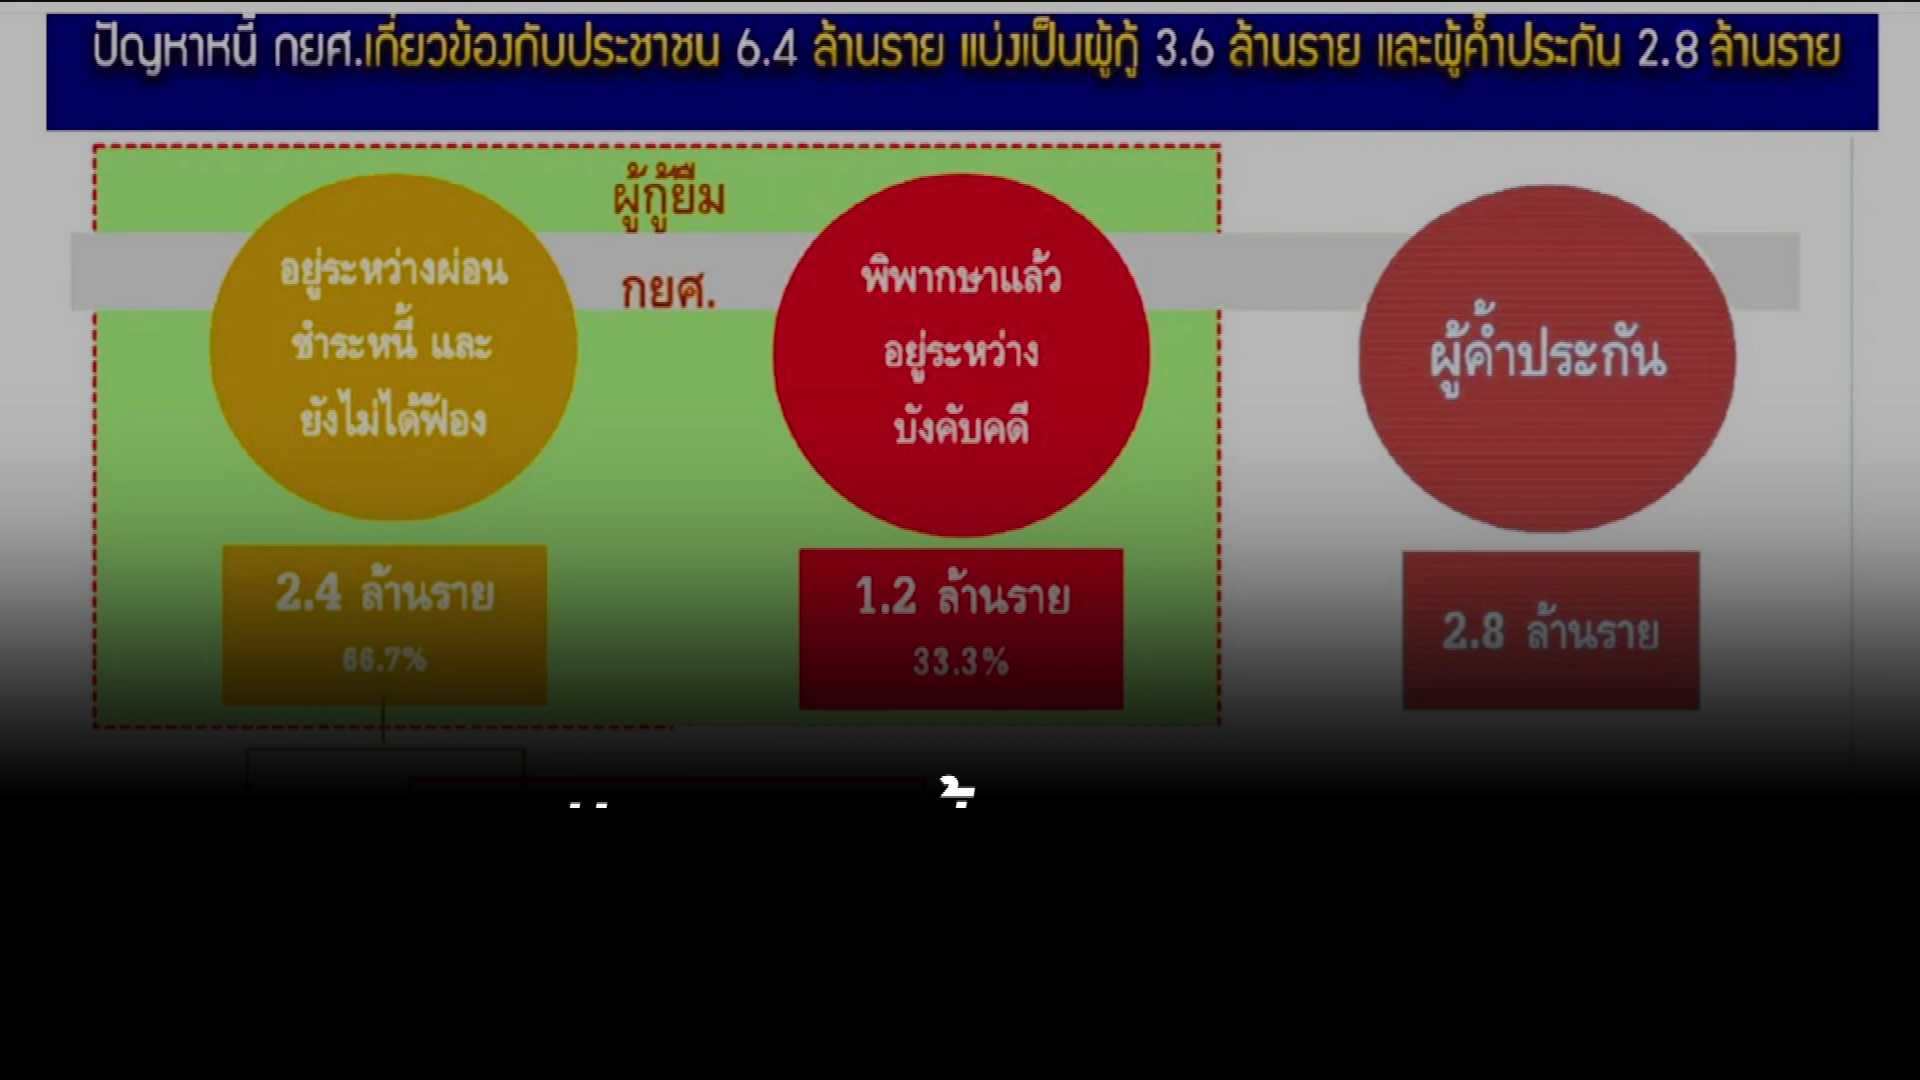 ปัญหาหนี้ กยศ.เกี่ยวข้องกับประชาชน 6.4 ล้านราย แบ่งเป็นผู้กู้ 3.6 ล้านราย และผู้ค้ำประกัน 2.8 ล้านราย
ผู้กู้ยืม
กยศ.
อยู่ระหว่างผ่อน
ชำระหนี้ และ
ยังไม่ได้ฟ้อง
2.4 ล้านราย
66.7%
พิพากษาแล้ว
อยู่ระหว่าง
บังคับคดี
1.2 ล้านราย
33.3%
ผู้ค้ำประกัน
2.8 ล้านราย